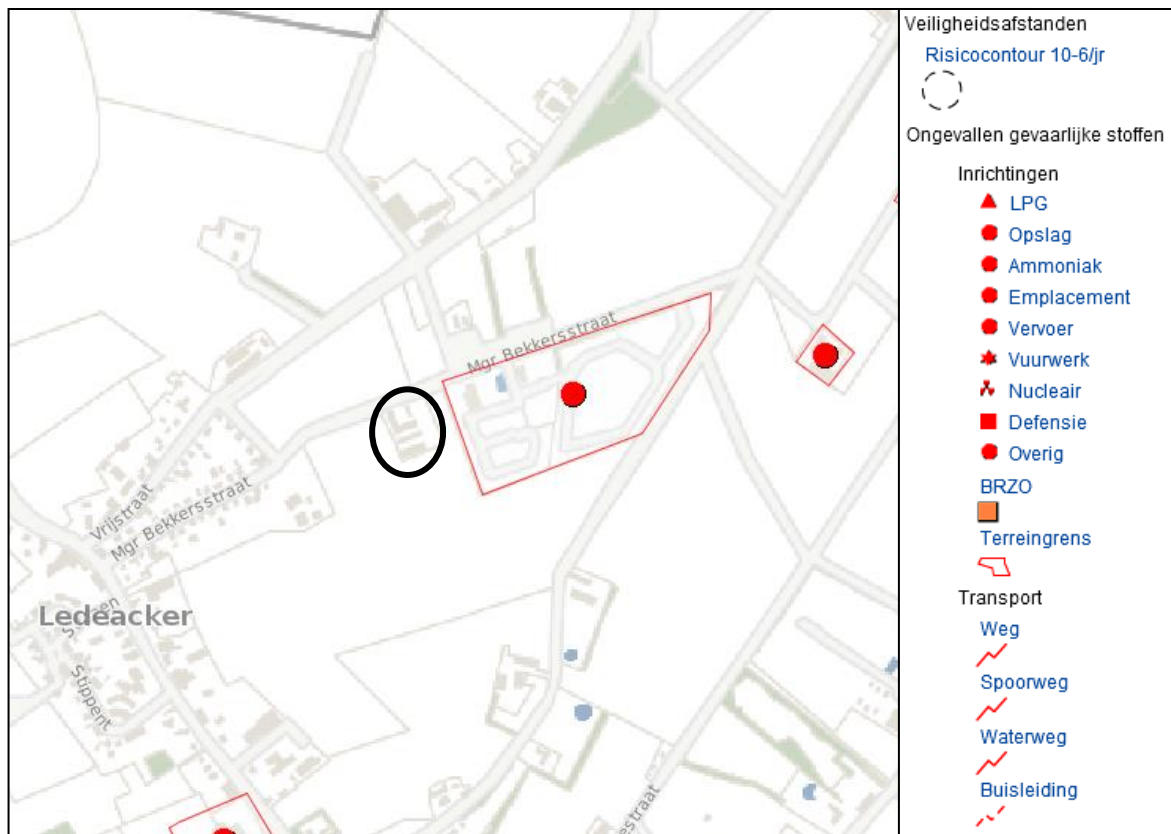 Mgr Bekkersstraat
Vrijstraat
Mgr Bekkersstraat
Ledeacker
Stippent
estraat
Veiligheidsafstanden
Risicocontour 10-6/jr
Ongevallen gevaarlijke stoffen
Inrichtingen
LPG
Opslag
Ammoniak
Emplacement
Vervoer
Vuurwerk
Nucleair
Defensie
Overig
BRZO
Terreingrens
Transport
Weg
Spoorweg
Waterweg
Buisleiding